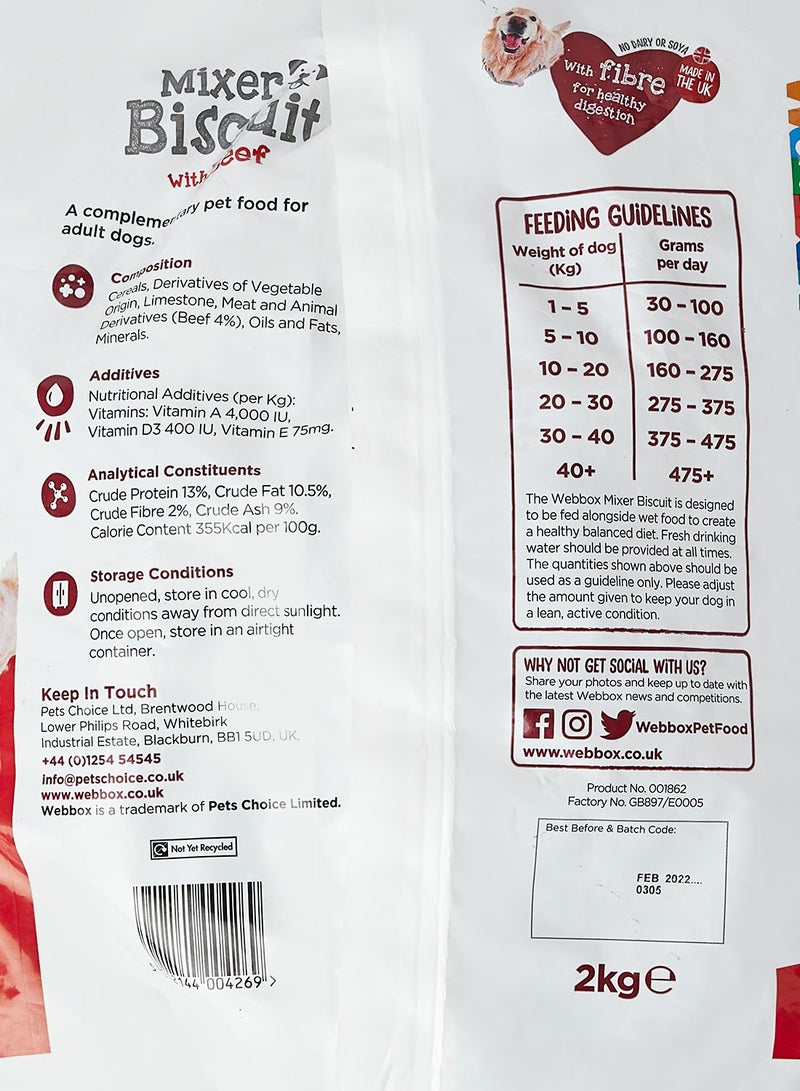 Mixer
Biscuit
With Beef
A complementary pet food for
adult dogs.
Composition
Cereals, Derivatives of Vegetable
Origin, Limestone, Meat and Animal
Derivatives (Beef 4%), Oils and Fats,
Minerals.
Additives
Nutritional Additives (per Kg):
Vitamins: Vitamin A 4,000 IU,
Vitamin D3 400 IU, Vitamin E 75mg.
Analytical Constituents
Crude Protein 13%, Crude Fat 10.5%,
Crude Fibre 2%, Crude Ash 9%.
Calorie Content 355Kcal per 100g.
Storage Conditions
Unopened, store in cool, dry
conditions away from direct sunlight.
Once open, store in an airtight
container.
Keep In Touch
Pets Choice Ltd, Brentwood House,
Lower Philips Road, Whitebirk
Industrial Estate, Blackburn, BB1 5UD. UK.
+44 (0)1254 54545
info@petschoice.co.uk
www.webbox.co.uk
Webbox is a trademark of Pets Choice Limited.
Not Yet Recycled
144 004269 >
NO DAIRY OR SOYA
MADE IN
THE UK
With fibre
for healthy
digestion
FEEDING GUIDELINES
Weight of dog (Kg) Grams per day
1 - 5 30 - 100
5 - 10 100 - 160
10 - 20 160 - 275
20 - 30 275 - 375
30 - 40 375 - 475
40+ 475+
The Webbox Mixer Biscuit is designed
to be fed alongside wet food to create
a healthy balanced diet. Fresh drinking
water should be provided at all times.
The quantities shown above should be
used as a guideline only. Please adjust
the amount given to keep your dog in
a lean, active condition.
WHY NOT GET SOCIAL WITH US?
Share your photos and keep up to date with
the latest Webbox news and competitions.
WebboxPetFood
www.webbox.co.uk
Product No. 001862
Factory No. GB897/E0005
Best Before & Batch Code:
FEB 2022....
0305
2kg e